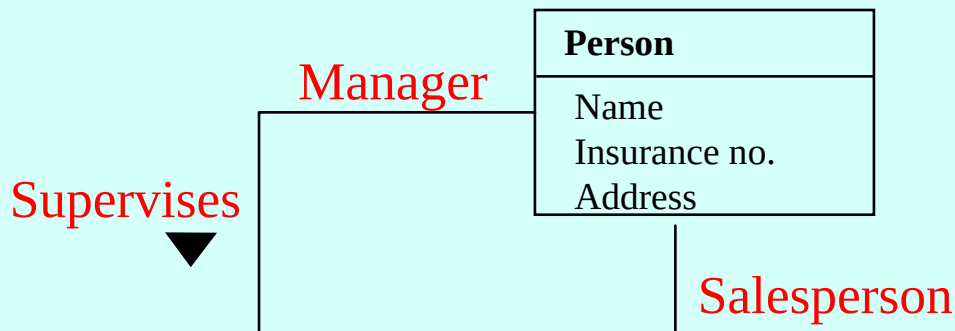 Person
Manager
Name
Insurance no.
Address
Supervises
Salesperson